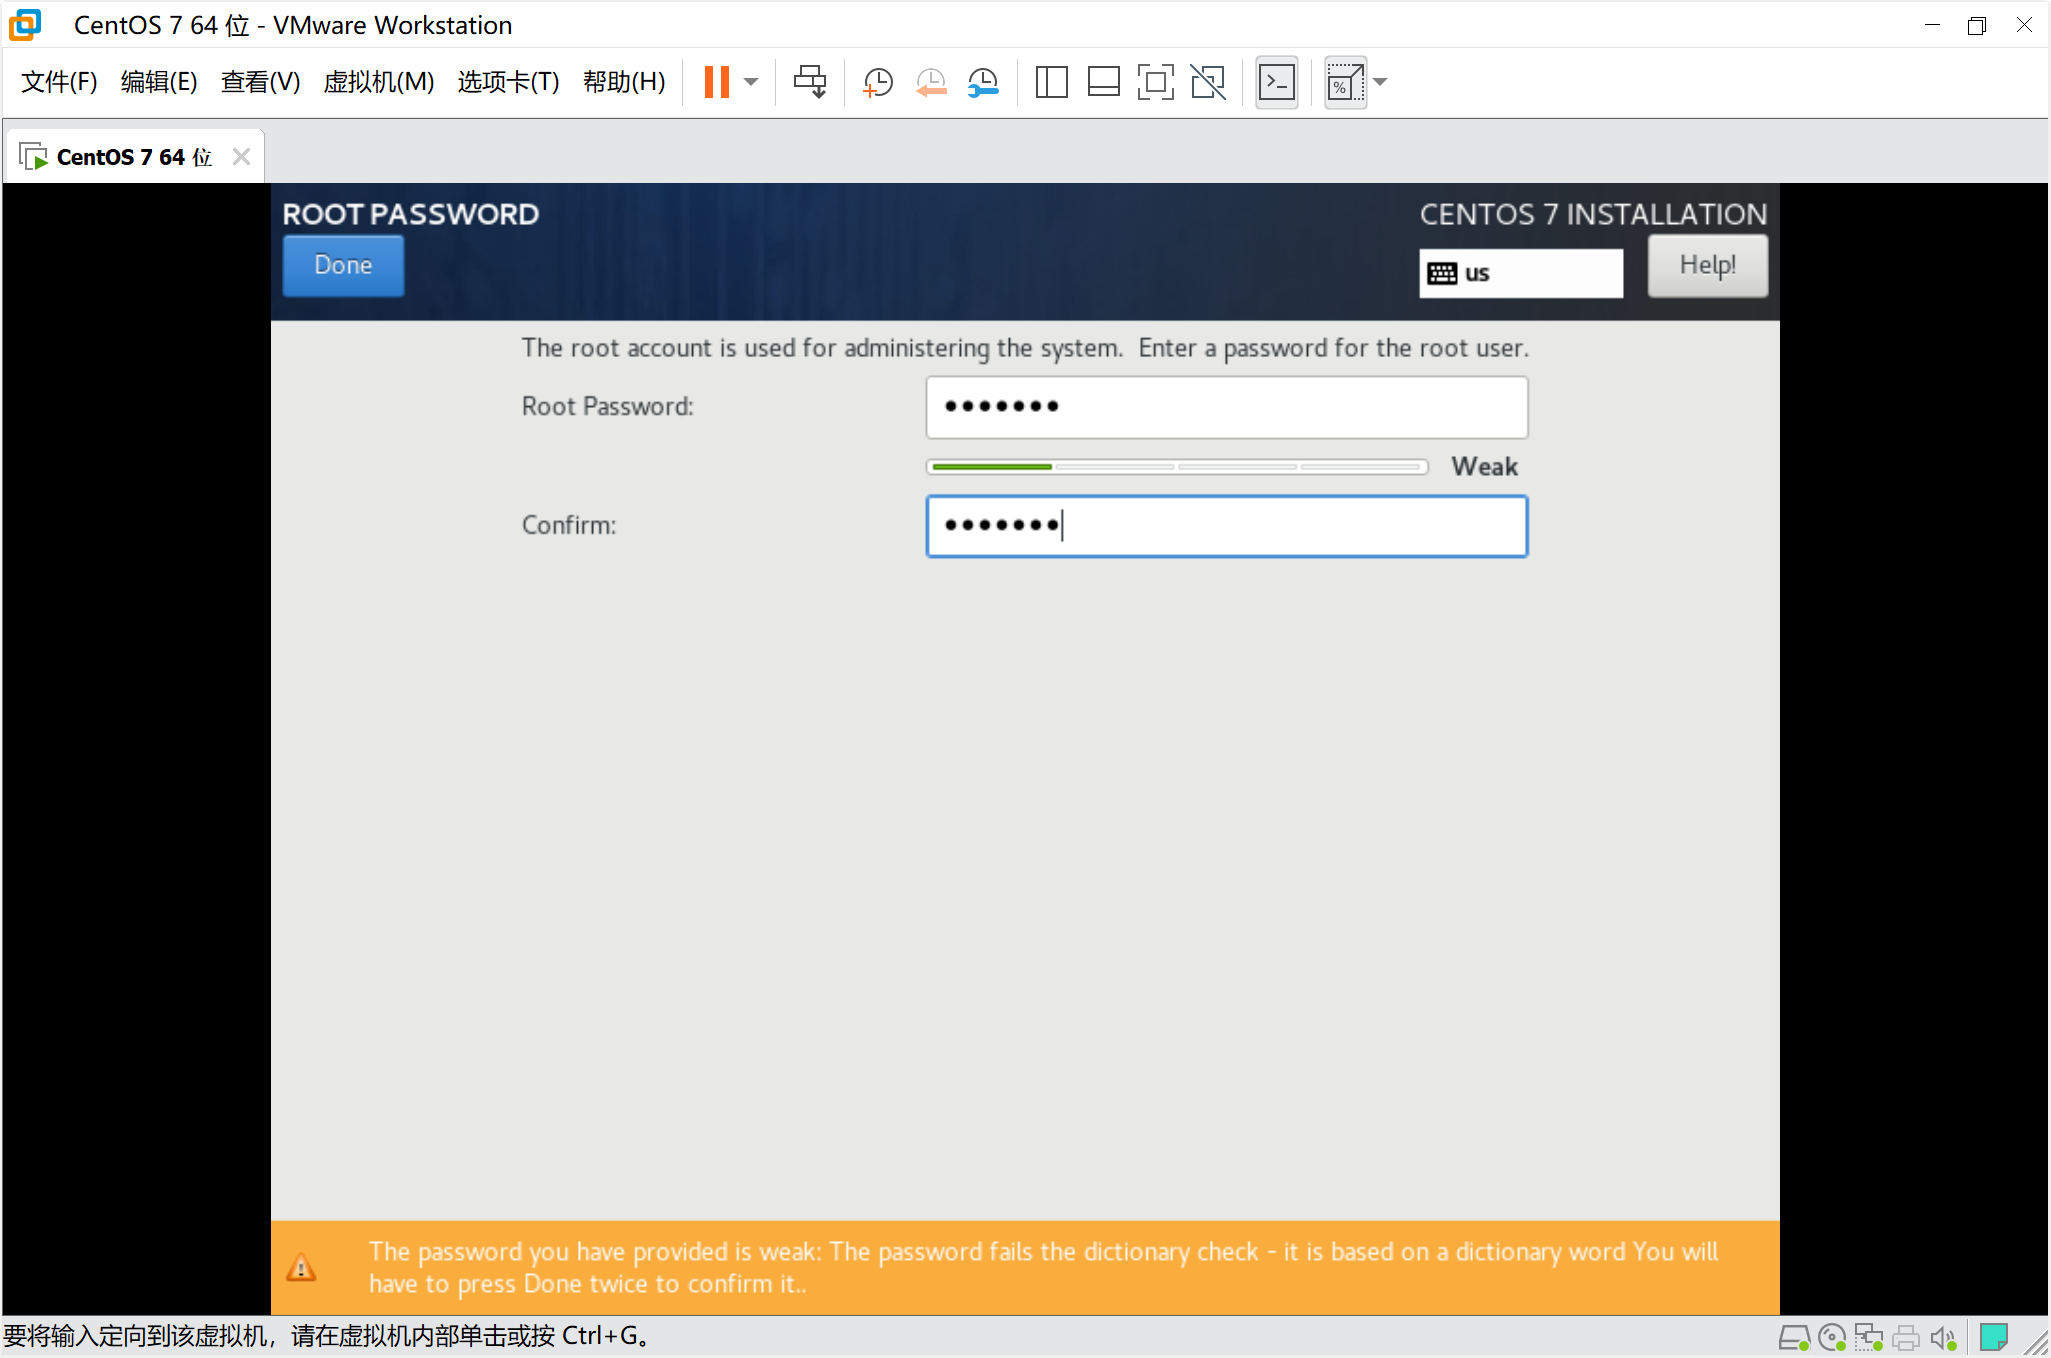 CentOS 7 64 位 - VMware Workstation
文件(F) 编辑(E) 查看(V) 虚拟机(M) 选项卡(T) 帮助(H)
CentOS 7 64 位
ROOT PASSWORD
CENTOS 7 INSTALLATION
Done
us
Help!
The root account is used for administering the system.  Enter a password for the root user.
Root Password:
●●●●●●●
Weak
Confirm:
●●●●●●●
The password you have provided is weak: The password fails the dictionary check - it is based on a dictionary word You will
have to press Done twice to confirm it..
要将输入定向到该虚拟机，请在虚拟机内部单击或按 Ctrl+G。